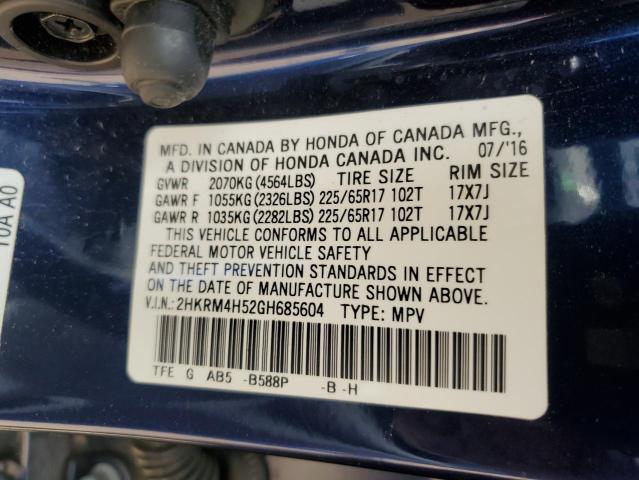 MFD. IN CANADA BY HONDA OF CANADA MFG.,
A DIVISION OF HONDA CANADA INC. 07/'16
GVWR 2070KG(4564LBS) TIRE SIZE RIM SIZE
GAWR F 1055KG(2326LBS)225/65R17 102T 17X7J
GAWR R 1035KG(2282LBS)225/65R17 102T 17X7J
THIS VEHICLE CONFORMS TO ALL APPLICABLE
FEDERAL MOTOR VEHICLE SAFETY
AND THEFT PREVENTION STANDARDS IN EFFECT
ON THE DATE OF MANUFACTURE SHOWN ABOVE.
V.I.N.:2HKRM4H52GH685604 TYPE: MPV
TFE G AB5 -B588P -B -H
10A A0